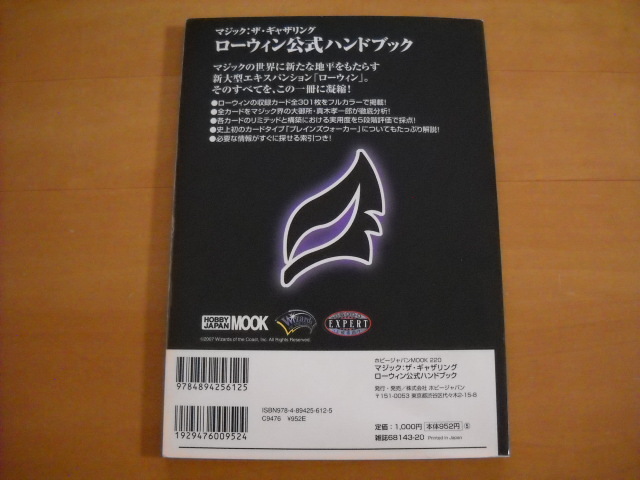 マジック:ザ・ギャザリング
ローウィン公式ハンドブック
マジックの世界に新たな地平をもたらす
新大型エキスパンション「ローウィン」。
そのすべてを、この一冊に凝縮!
●ローウィンの収録カード全301枚をフルカラーで掲載!
●全カードをマジック界の大御所・真木孝一郎が徹底分析!
●各カードのリミテッドと構築における実用度を5段階評価で採点!
●史上初のカードタイプ「プレインズウォーカー」についてもたっぷり解説!
●必要な情報がすぐに探せる索引つき!
HOBBY JAPAN MOOK
Wizards
EXPERT
©2007 Wizards of the Coast, Inc. All Rights Reserved.
9784894256125
ISBN978-4-89425-612-5
C9476 ¥952E
1929476009524
ホビージャパンMOOK 220
マジック:ザ・ギャザリング
ローウィン公式ハンドブック
発行・発売/株式会社 ホビージャパン
〒151-0053 東京都渋谷区代々木2-15-8
定価:1,000円 本体952円 ⑤
雑誌68143-20 Printed in Japan